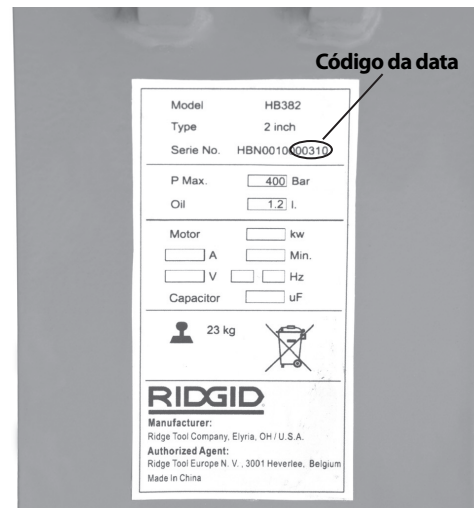 Código da data
Model HB382
Type 2 inch
Serie No. HBN0010000310
P Max. 400 Bar
Oil 1.2 l.
Motor kw
A Min.
V Hz
Capacitor uF
23 kg
RIDGID
Manufacturer:
Ridge Tool Company, Elyria, OH / U.S.A.
Authorized Agent:
Ridge Tool Europe N. V. , 3001 Heverlee, Belgium
Made In China